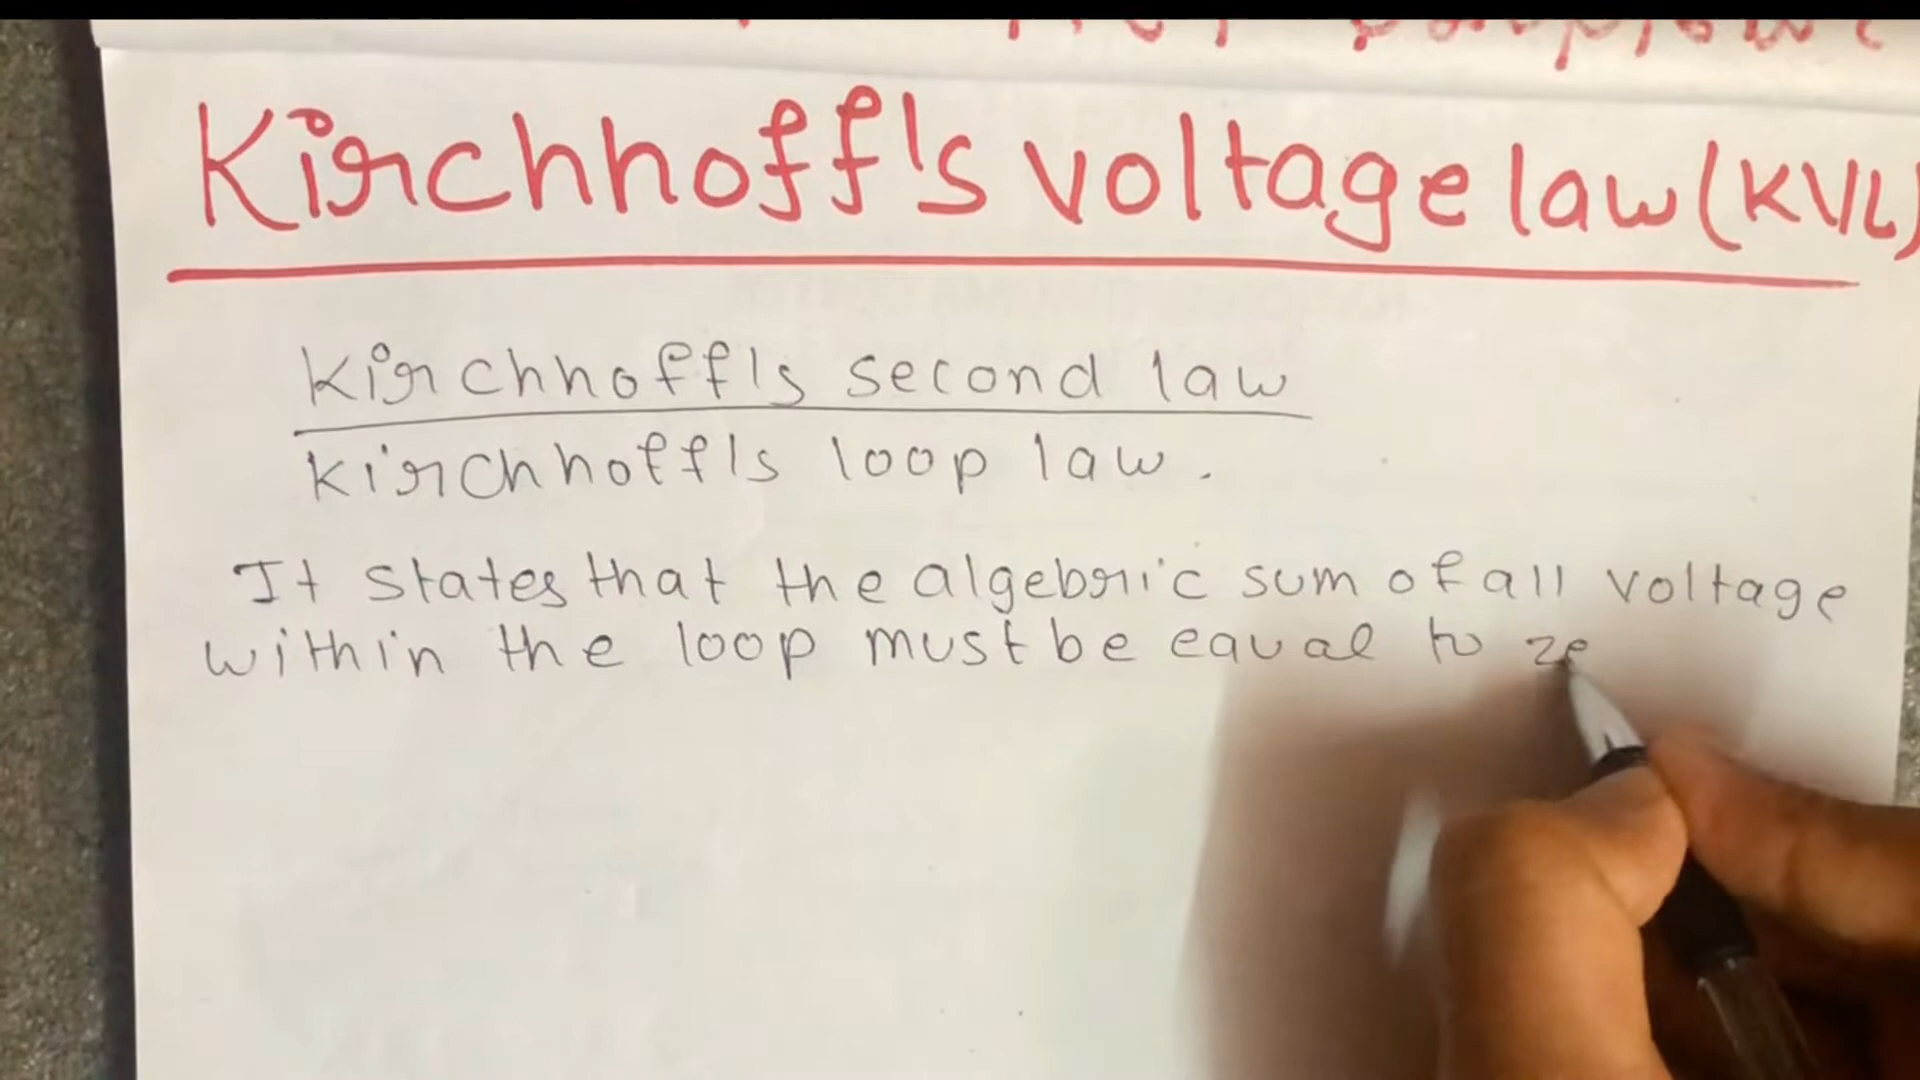 Kirchhoff's voltage law (KVL)
Kirchhoff's second law
Kirchhoff's loop law.
It states that the algebric sum of all voltage
within the loop must be equal to ze